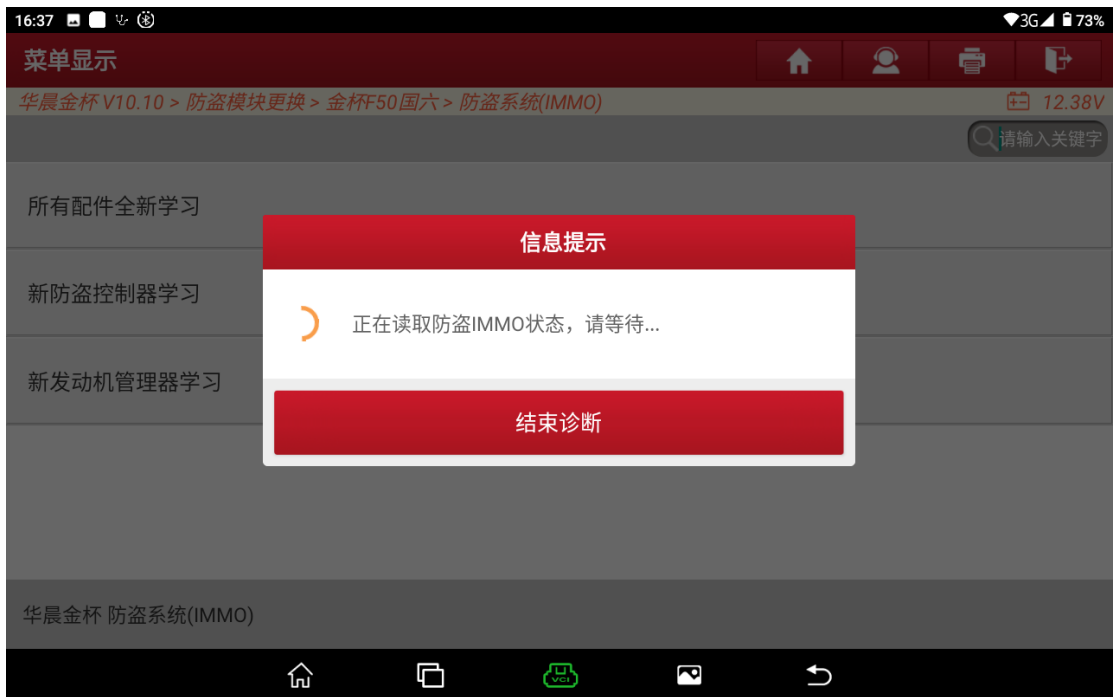 16:37
3G 73%
菜单显示
华晨金杯 V10.10 > 防盗模块更换 > 金杯F50国六 > 防盗系统(IMMO)
12.38V
请输入关键字
所有配件全新学习
信息提示
新防盗控制器学习
正在读取防盗IMMO状态，请等待...
新发动机管理器学习
结束诊断
华晨金杯 防盗系统(IMMO)
VCI